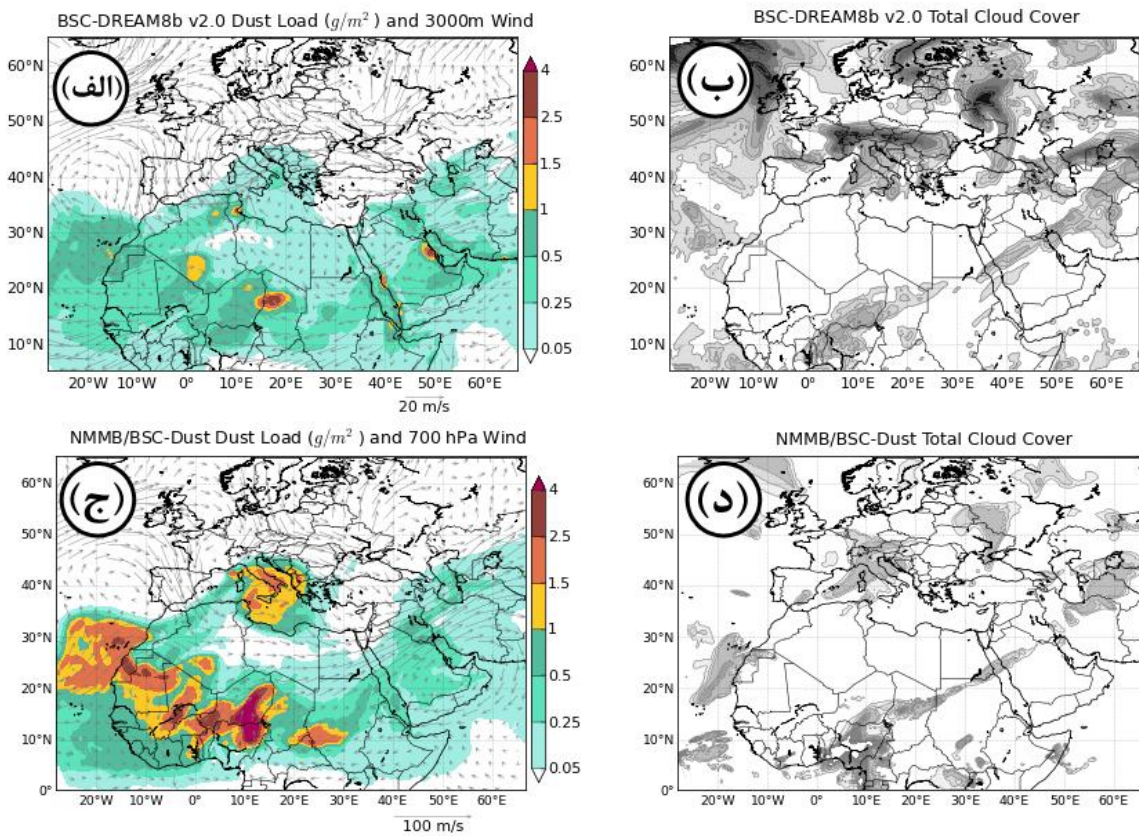 BSC-DREAM8b v2.0 Dust Load (g/m²) and 3000m Wind
(الف)
60°N
50°N
40°N
30°N
20°N
10°N
20°W 10°W 0° 10°E 20°E 30°E 40°E 50°E 60°E
4
2.5
1.5
1
0.5
0.25
0.05
20 m/s
BSC-DREAM8b v2.0 Total Cloud Cover
(ب)
60°N
50°N
40°N
30°N
20°N
10°N
20°W 10°W 0° 10°E 20°E 30°E 40°E 50°E 60°E
NMMB/BSC-Dust Dust Load (g/m²) and 700 hPa Wind
(ج)
60°N
50°N
40°N
30°N
20°N
10°N
0°
20°W 10°W 0° 10°E 20°E 30°E 40°E 50°E 60°E
4
2.5
1.5
1
0.5
0.25
0.05
100 m/s
NMMB/BSC-Dust Total Cloud Cover
(د)
60°N
50°N
40°N
30°N
20°N
10°N
0°
20°W 10°W 0° 10°E 20°E 30°E 40°E 50°E 60°E